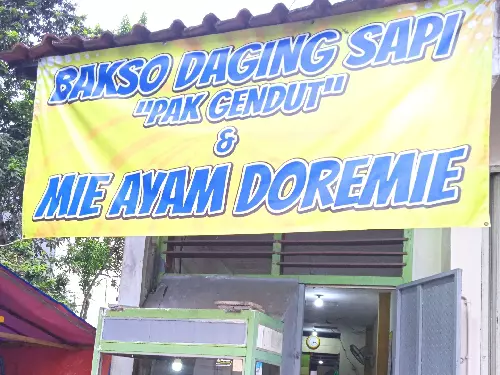 BAKSO DAGING SAPI
"PAK GENDUT"
&
MIE AYAM DOREMIE